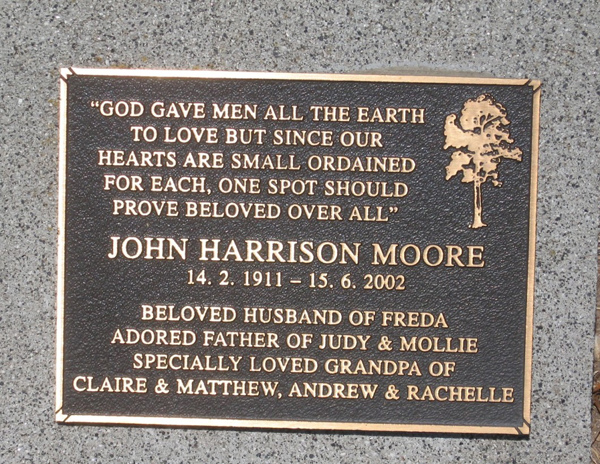 “GOD GAVE MEN ALL THE EARTH
TO LOVE BUT SINCE OUR
HEARTS ARE SMALL ORDAINED
FOR EACH, ONE SPOT SHOULD
PROVE BELOVED OVER ALL”
JOHN HARRISON MOORE
14. 2. 1911 – 15. 6. 2002
BELOVED HUSBAND OF FREDA
ADORED FATHER OF JUDY & MOLLIE
SPECIALLY LOVED GRANDPA OF
CLAIRE & MATTHEW, ANDREW & RACHELLE